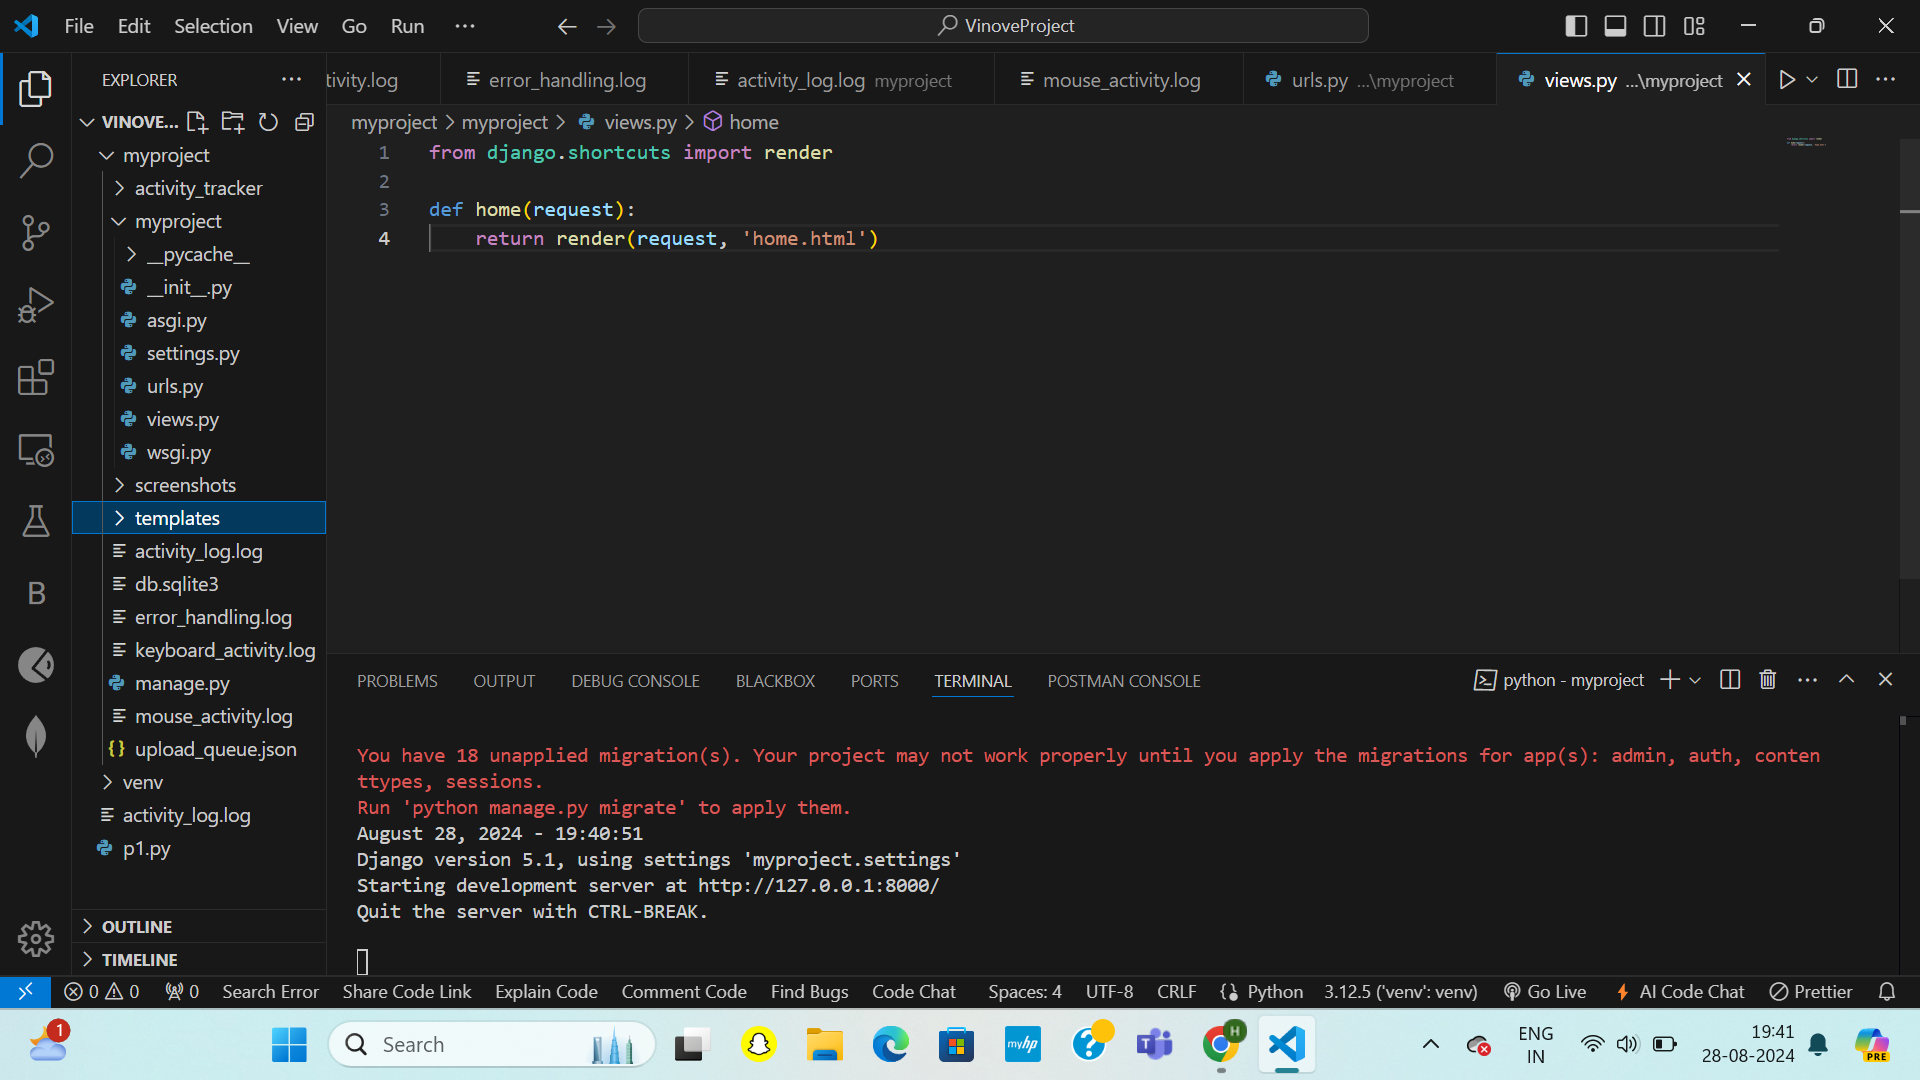 File Edit Selection View Go Run ···
VinoveProject
EXPLORER ···
tivity.log
error_handling.log
activity_log.log myproject
mouse_activity.log
urls.py ...\myproject
views.py ...\myproject
VINOVE...
myproject
activity_tracker
myproject
__pycache__
__init__.py
asgi.py
settings.py
urls.py
views.py
wsgi.py
screenshots
templates
activity_log.log
db.sqlite3
error_handling.log
keyboard_activity.log
manage.py
mouse_activity.log
{} upload_queue.json
venv
activity_log.log
p1.py
OUTLINE
TIMELINE
B
myproject > myproject > views.py > home
1 from django.shortcuts import render
2
3 def home(request):
4 return render(request, 'home.html')
PROBLEMS OUTPUT DEBUG CONSOLE BLACKBOX PORTS TERMINAL POSTMAN CONSOLE
python - myproject
You have 18 unapplied migration(s). Your project may not work properly until you apply the migrations for app(s): admin, auth, conten
ttypes, sessions.
Run 'python manage.py migrate' to apply them.
August 28, 2024 - 19:40:51
Django version 5.1, using settings 'myproject.settings'
Starting development server at http://127.0.0.1:8000/
Quit the server with CTRL-BREAK.
0 0 0 Search Error Share Code Link Explain Code Comment Code Find Bugs Code Chat Spaces: 4 UTF-8 CRLF {} Python 3.12.5 ('venv': venv) Go Live AI Code Chat Prettier
1
Search
myhp
?
H
ENG
IN
19:41
28-08-2024
PRE